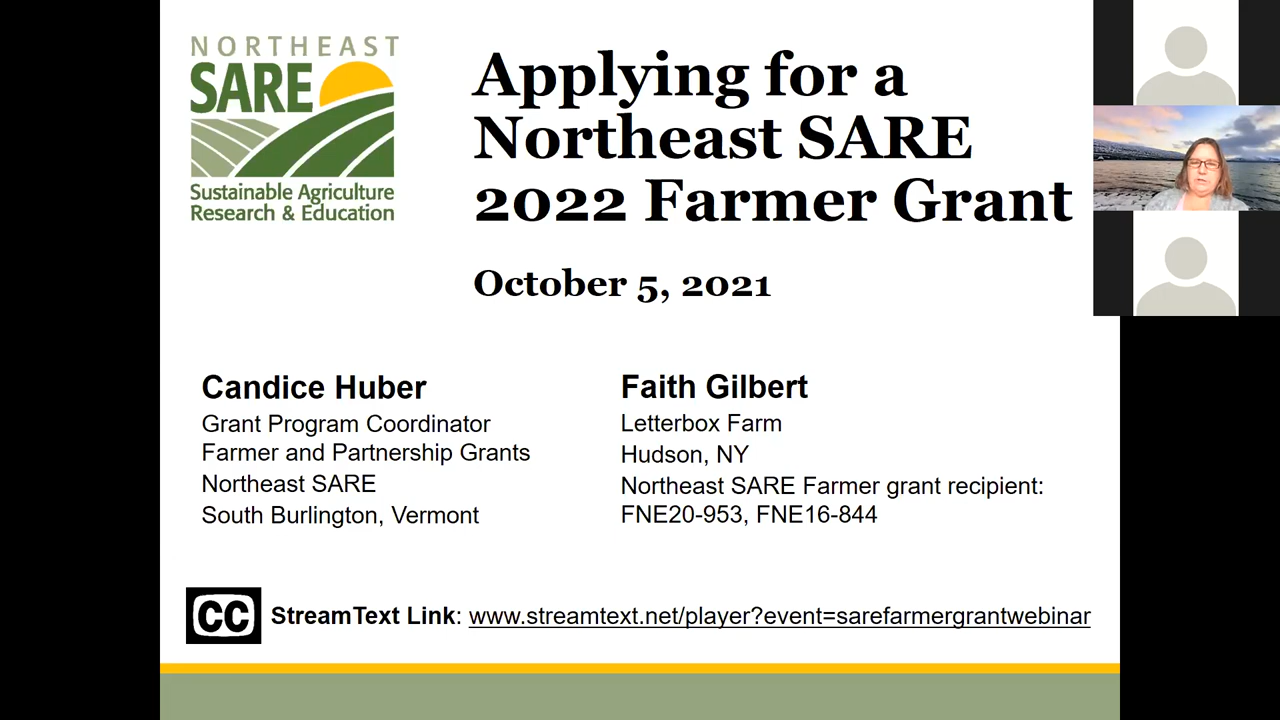 NORTHEAST
SARE
Sustainable Agriculture
Research & Education
Applying for a
Northeast SARE
2022 Farmer Grant
October 5, 2021
Candice Huber
Grant Program Coordinator
Farmer and Partnership Grants
Northeast SARE
South Burlington, Vermont
Faith Gilbert
Letterbox Farm
Hudson, NY
Northeast SARE Farmer grant recipient:
FNE20-953, FNE16-844
CC StreamText Link: www.streamtext.net/player?event=sarefarmergrantwebinar